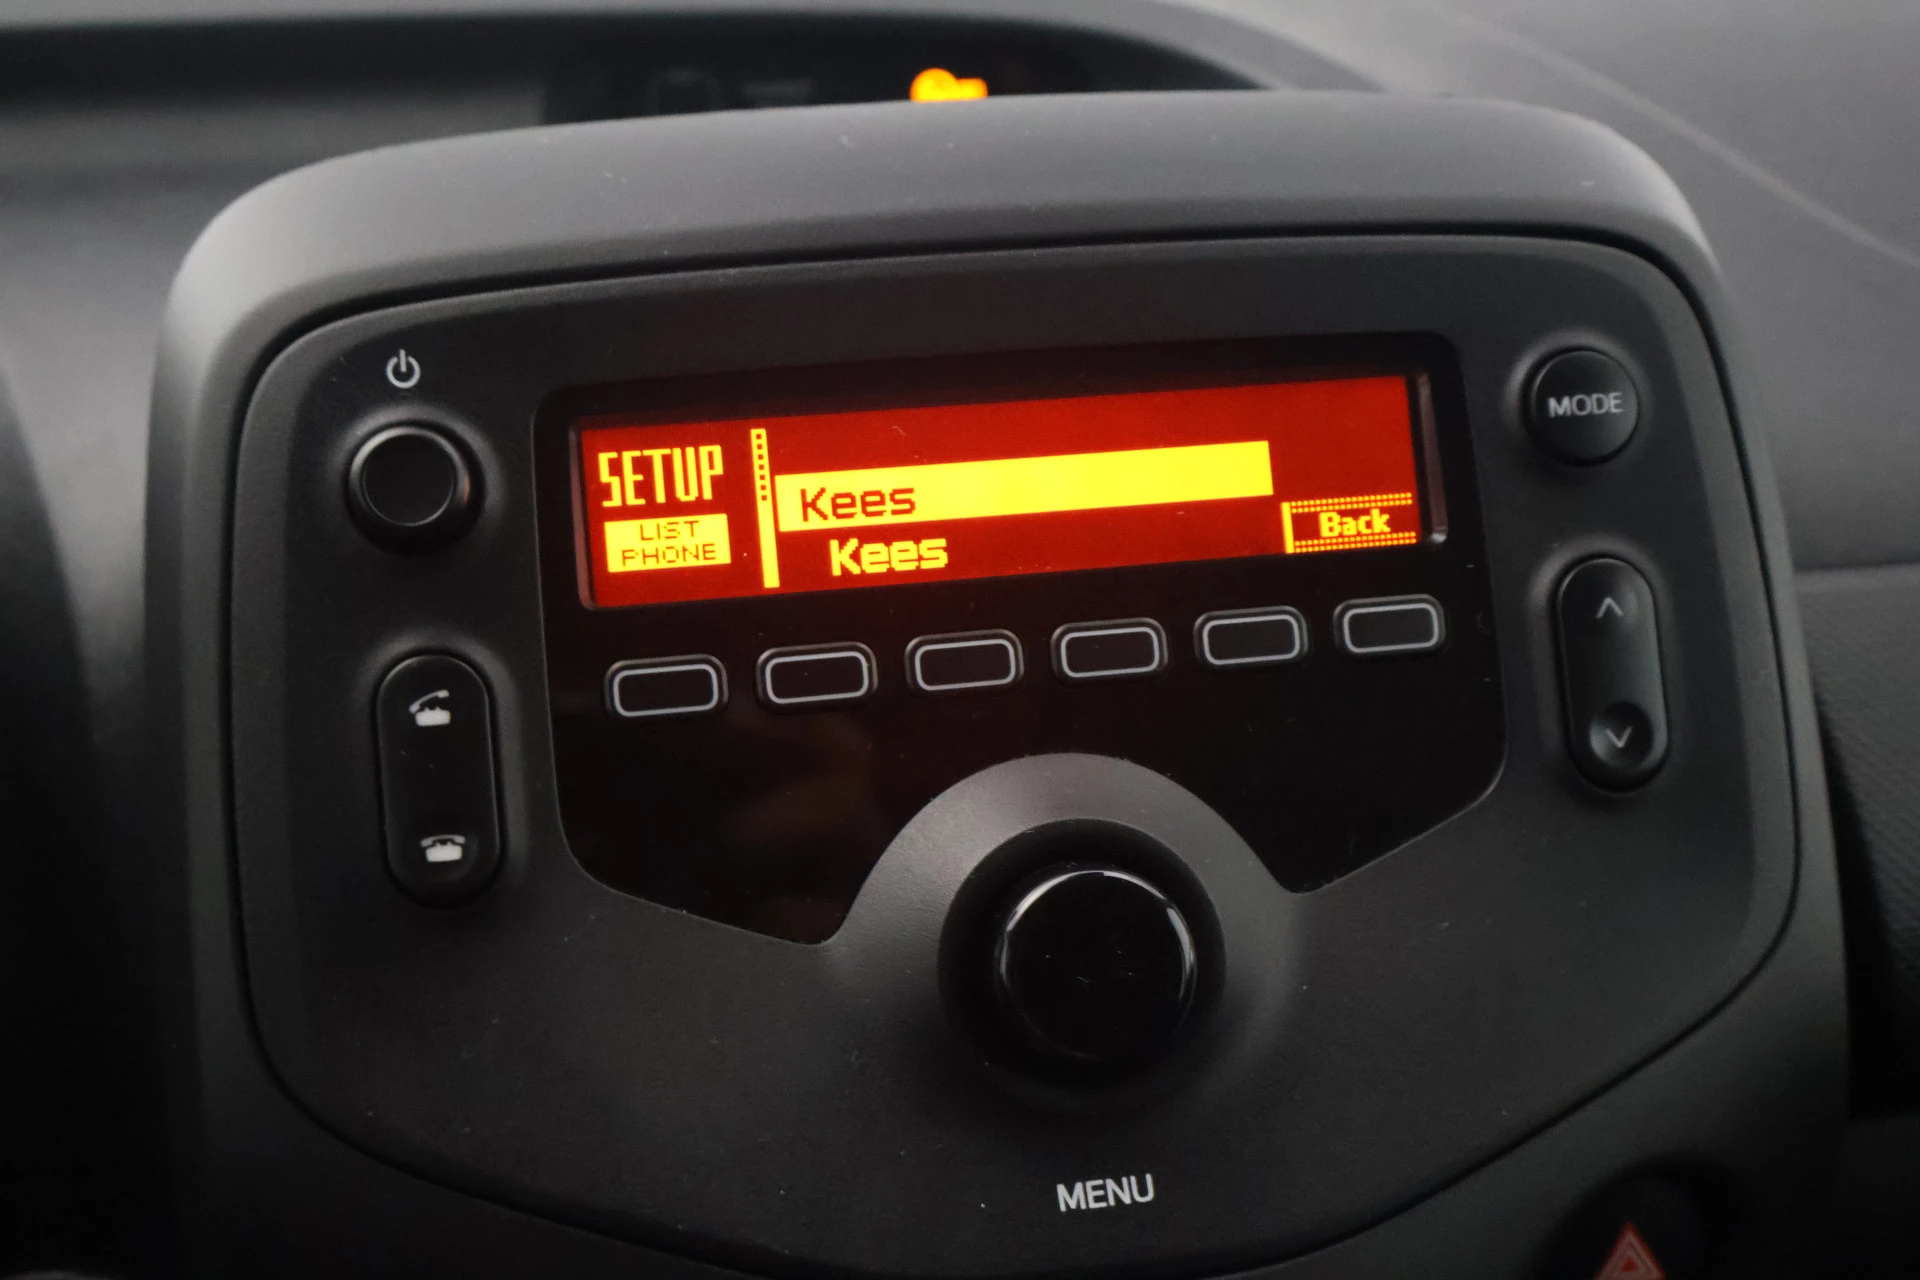 SETUP
LIST
PHONE
Kees
Kees
Back
MODE
MENU